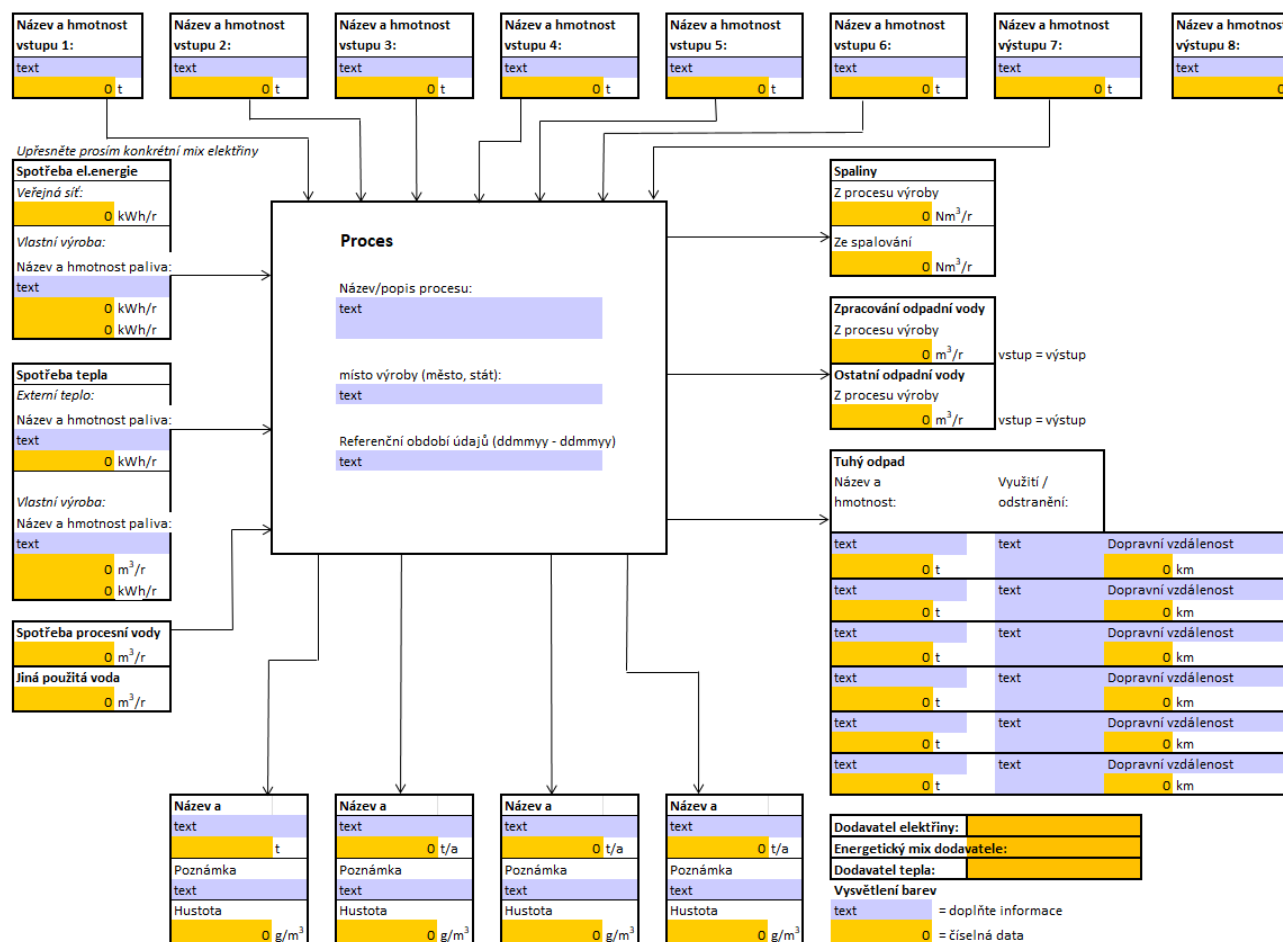 Název a hmotnost
vstupu 1:
text
0 t
Název a hmotnost
vstupu 2:
text
0 t
Název a hmotnost
vstupu 3:
text
0 t
Název a hmotnost
vstupu 4:
text
0 t
Název a hmotnost
vstupu 5:
text
0 t
Název a hmotnost
vstupu 6:
text
0 t
Název a hmotnost
výstupu 7:
text
0 t
Název a hmotnost
výstupu 8:
text
0
Upřesněte prosím konkrétní mix elektřiny
Spotřeba el.energie
Veřejná síť:
0 kWh/r
Vlastní výroba:
Název a hmotnost paliva:
text
0 kWh/r
0 kWh/r
Spotřeba tepla
Externí teplo:
Název a hmotnost paliva:
text
0 kWh/r
Vlastní výroba:
Název a hmotnost paliva:
text
0 m³/r
0 kWh/r
Spotřeba procesní vody
0 m³/r
Jiná použitá voda
0 m³/r
Proces
Název/popis procesu:
text
místo výroby (město, stát):
text
Referenční období údajů (ddmmyy - ddmmyy)
text
Spaliny
Z procesu výroby
0 Nm³/r
Ze spalování
0 Nm³/r
Zpracování odpadní vody
Z procesu výroby
0 m³/r vstup = výstup
Ostatní odpadní vody
Z procesu výroby
0 m³/r vstup = výstup
Tuhý odpad
Název a Využití /
hmotnost: odstranění:
text text Dopravní vzdálenost
0 t 0 km
text text Dopravní vzdálenost
0 t 0 km
text text Dopravní vzdálenost
0 t 0 km
text text Dopravní vzdálenost
0 t 0 km
text text Dopravní vzdálenost
0 t 0 km
text text Dopravní vzdálenost
0 t 0 km
Název a
text
t
Poznámka
text
Hustota
0 g/m³
Název a
text
0 t/a
Poznámka
text
Hustota
0 g/m³
Název a
text
0 t/a
Poznámka
text
Hustota
0 g/m³
Název a
text
0 t/a
Poznámka
text
Hustota
0 g/m³
Dodavatel elektřiny:
Energetický mix dodavatele:
Dodavatel tepla:
Vysvětlení barev
text = doplňte informace
0 = číselná data